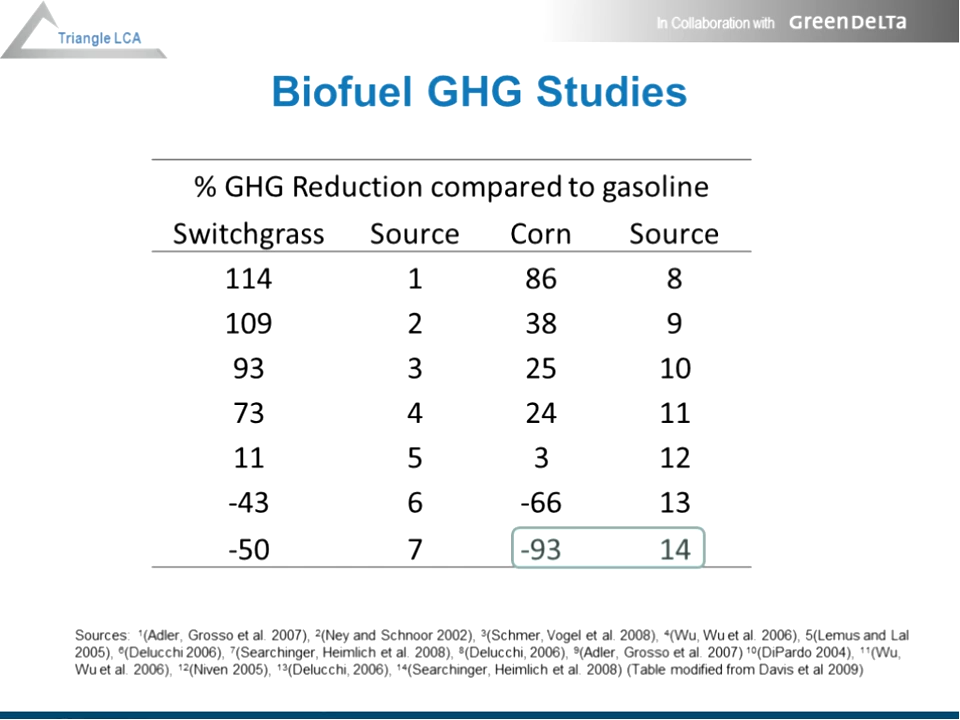 Triangle LCA
In Collaboration with GreenDeLTa
Biofuel GHG Studies
% GHG Reduction compared to gasoline
Switchgrass Source Corn Source
114 1 86 8
109 2 38 9
93 3 25 10
73 4 24 11
11 5 3 12
-43 6 -66 13
-50 7 -93 14
Sources: ¹(Adler, Grosso et al. 2007), ²(Ney and Schnoor 2002), ³(Schmer, Vogel et al. 2008), ⁴(Wu, Wu et al. 2006), 5(Lemus and Lal
2005), ⁶(Delucchi 2006), ⁷(Searchinger, Heimlich et al. 2008), ⁸(Delucchi, 2006), ⁹(Adler, Grosso et al. 2007) ¹⁰(DiPardo 2004), ¹¹(Wu,
Wu et al. 2006), ¹²(Niven 2005), ¹³(Delucci, 2006), ¹⁴(Searchinger, Heimlich et al. 2008) (Table modified from Davis et al 2009)